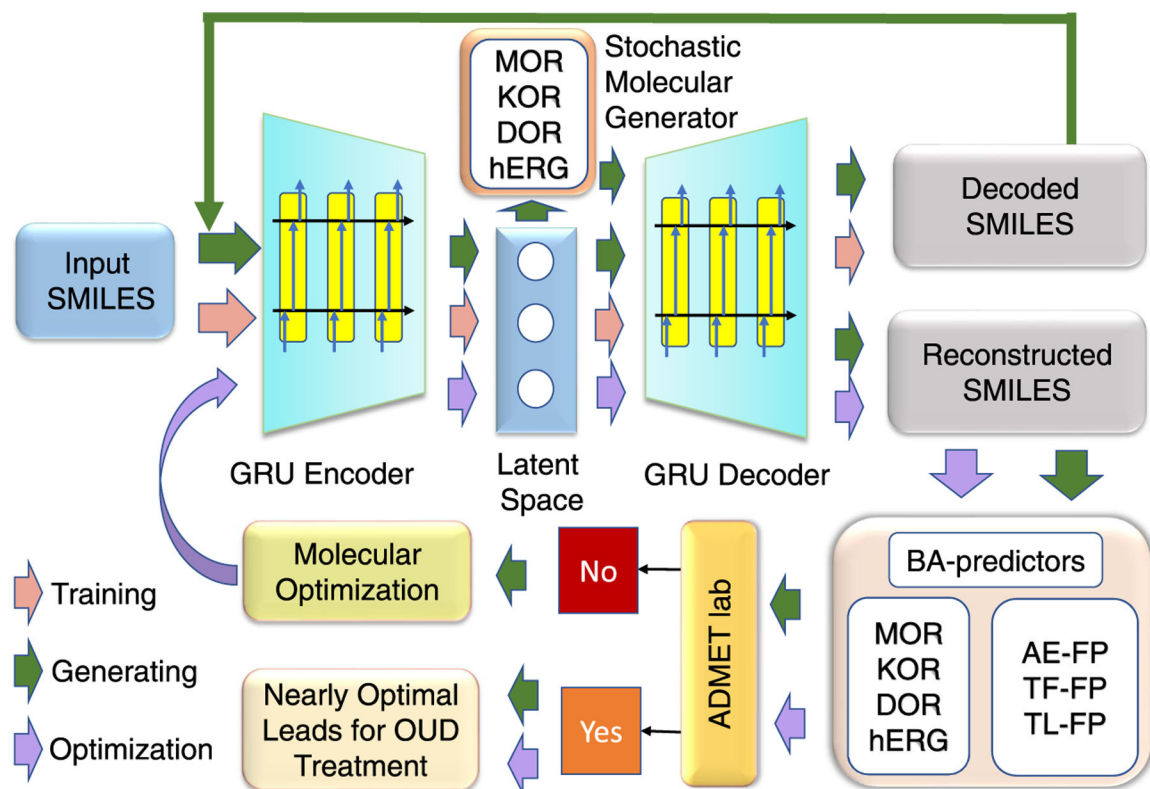 MOR
KOR
DOR
hERG
Stochastic
Molecular
Generator
Input
SMILES
Decoded
SMILES
Reconstructed
SMILES
GRU Encoder
Latent
Space
GRU Decoder
Molecular
Optimization
No
ADMET lab
BA-predictors
MOR
KOR
DOR
hERG
AE-FP
TF-FP
TL-FP
Training
Generating
Optimization
Nearly Optimal
Leads for OUD
Treatment
Yes